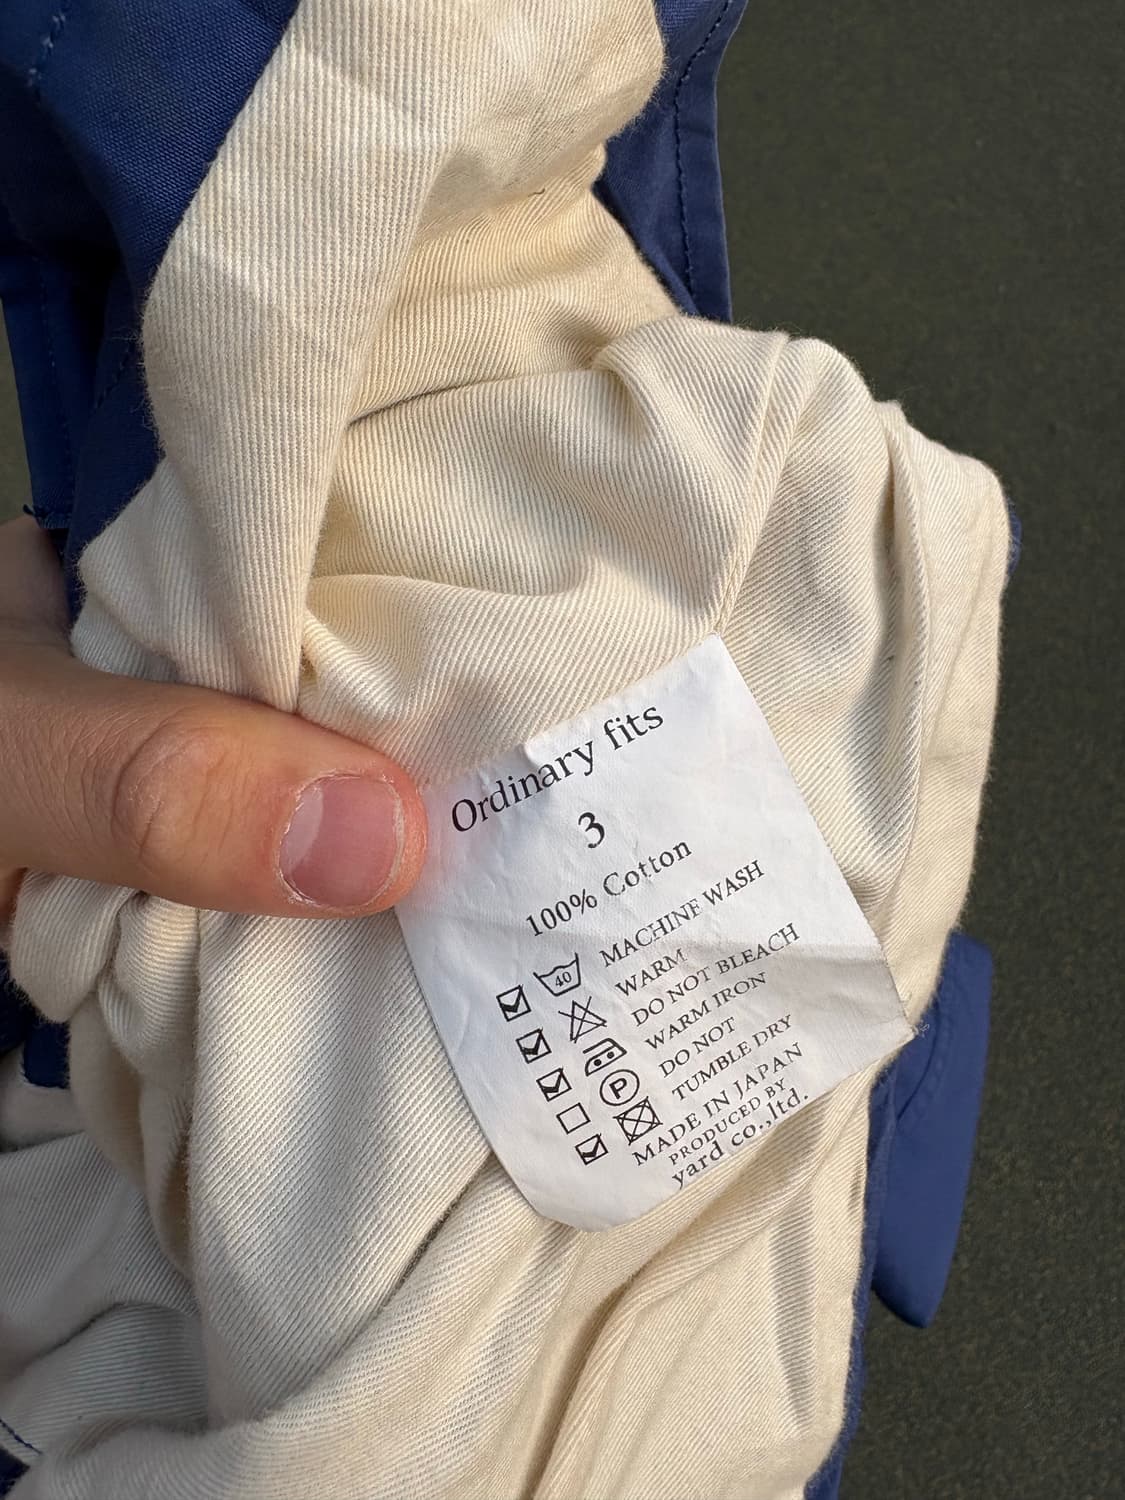 Ordinary fits
3
100% Cotton
40 MACHINE WASH
WARM
DO NOT BLEACH
WARM IRON
P DO NOT
TUMBLE DRY
MADE IN JAPAN
PRODUCED BY
yard co.,ltd.